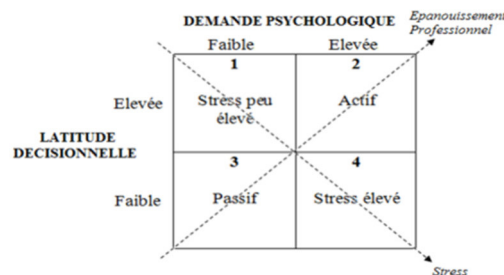 DEMANDE PSYCHOLOGIQUE
Epanouissement
Professionnel
Faible
Elevée
1
2
Elevée
Stress peu
élevé
Actif
LATITUDE
DECISIONNELLE
3
4
Faible
Passif
Stress élevé
Stress